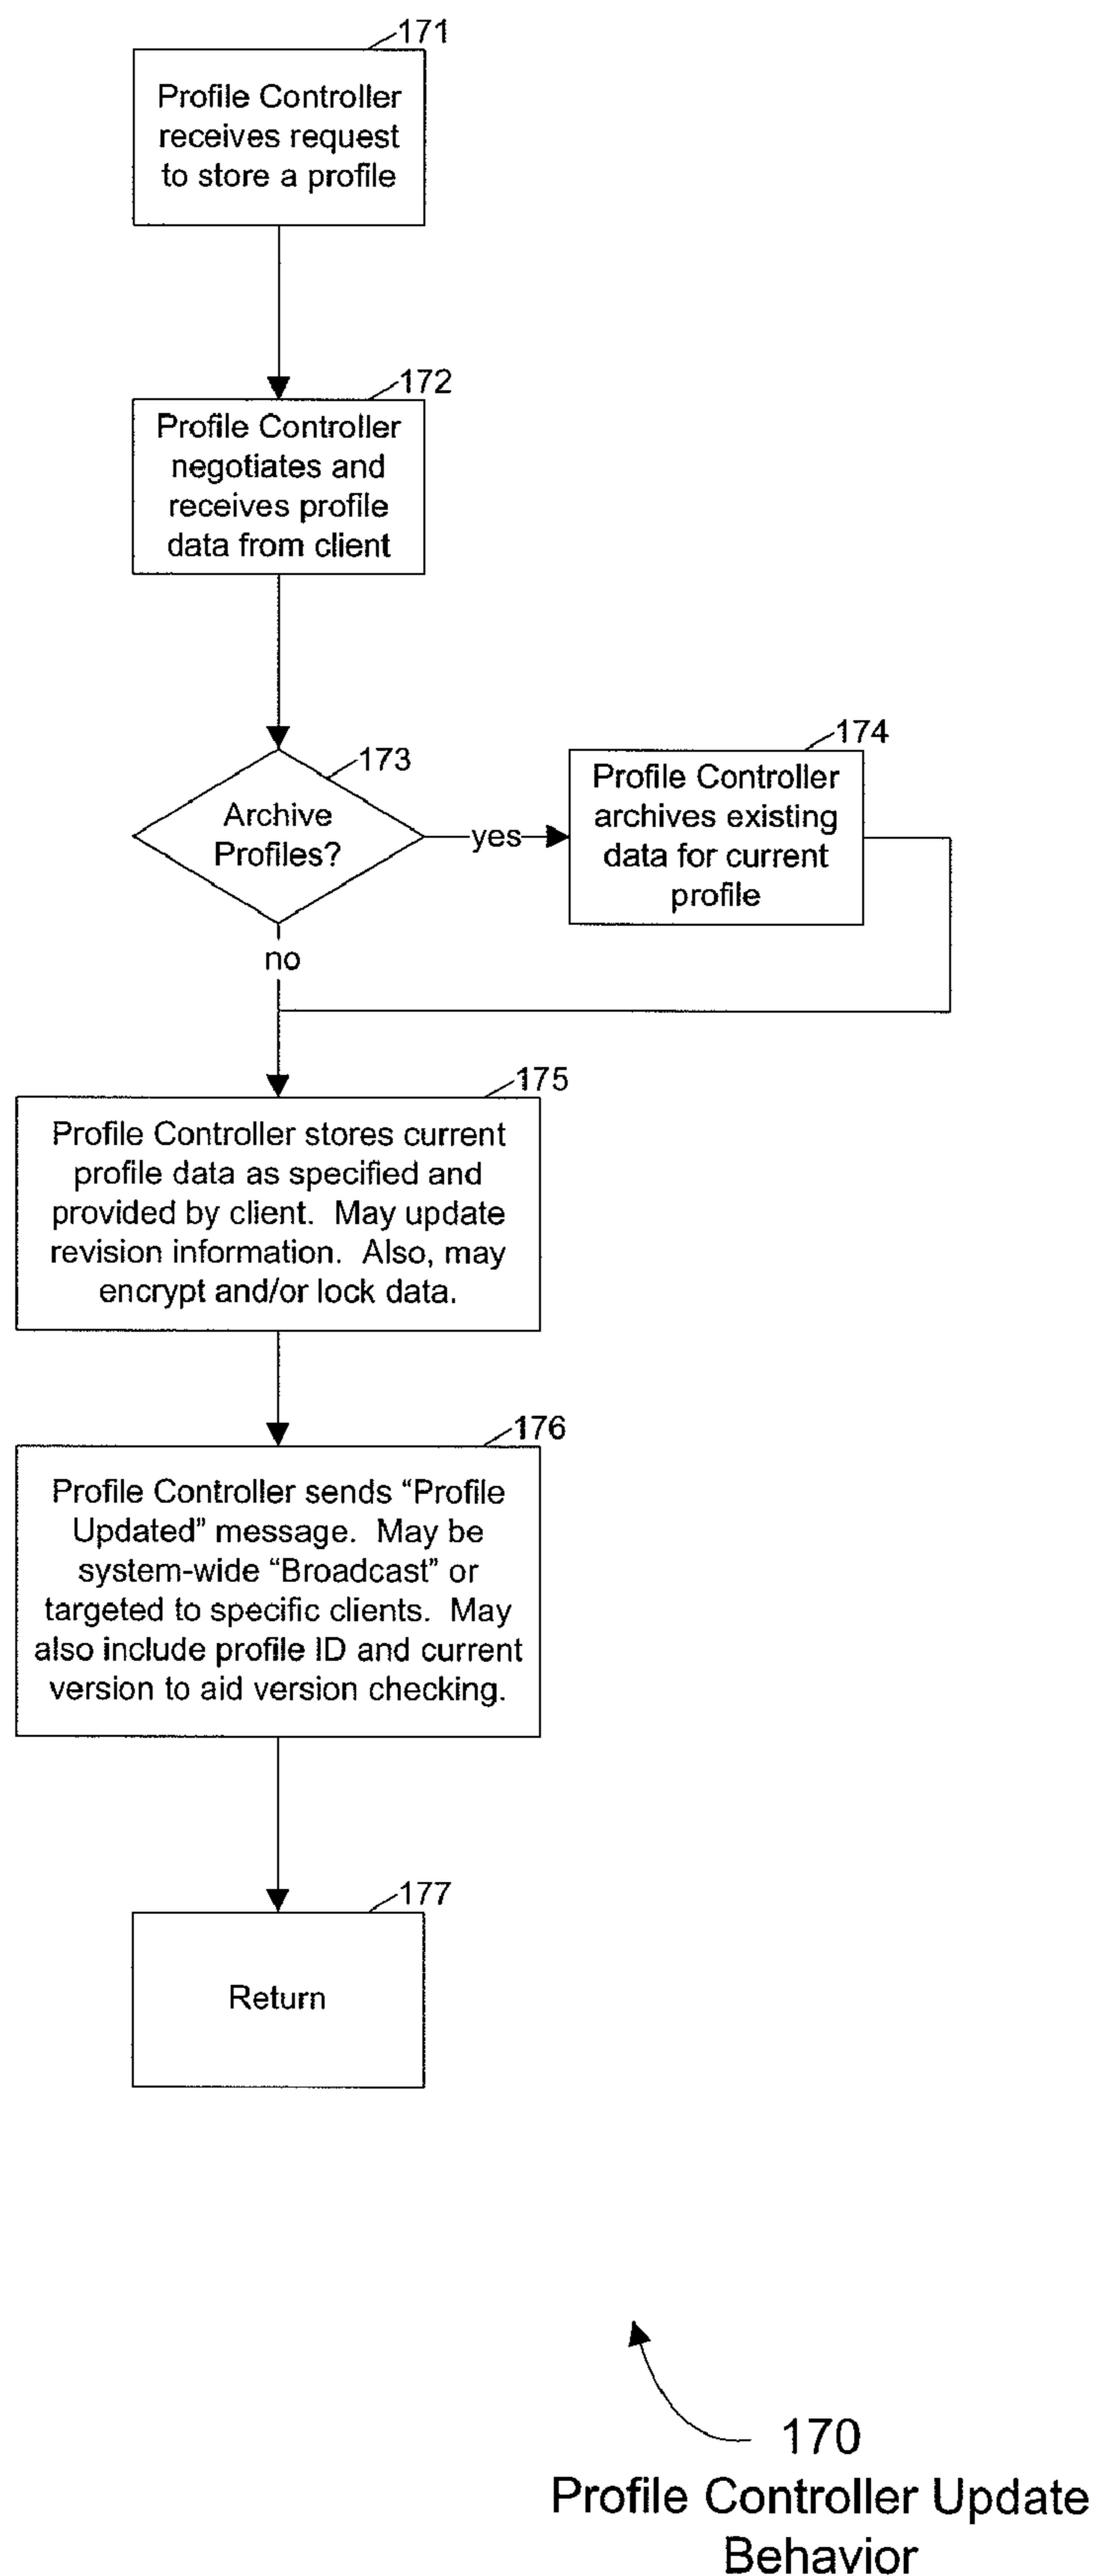 171
Profile Controller
receives request
to store a profile
172
Profile Controller
negotiates and
receives profile
data from client
173
Archive
Profiles?
yes
174
Profile Controller
archives existing
data for current
profile
no
175
Profile Controller stores current
profile data as specified and
provided by client.  May update
revision information.  Also, may
encrypt and/or lock data.
176
Profile Controller sends “Profile
Updated” message.  May be
system-wide “Broadcast” or
targeted to specific clients.  May
also include profile ID and current
version to aid version checking.
177
Return
170
Profile Controller Update
Behavior